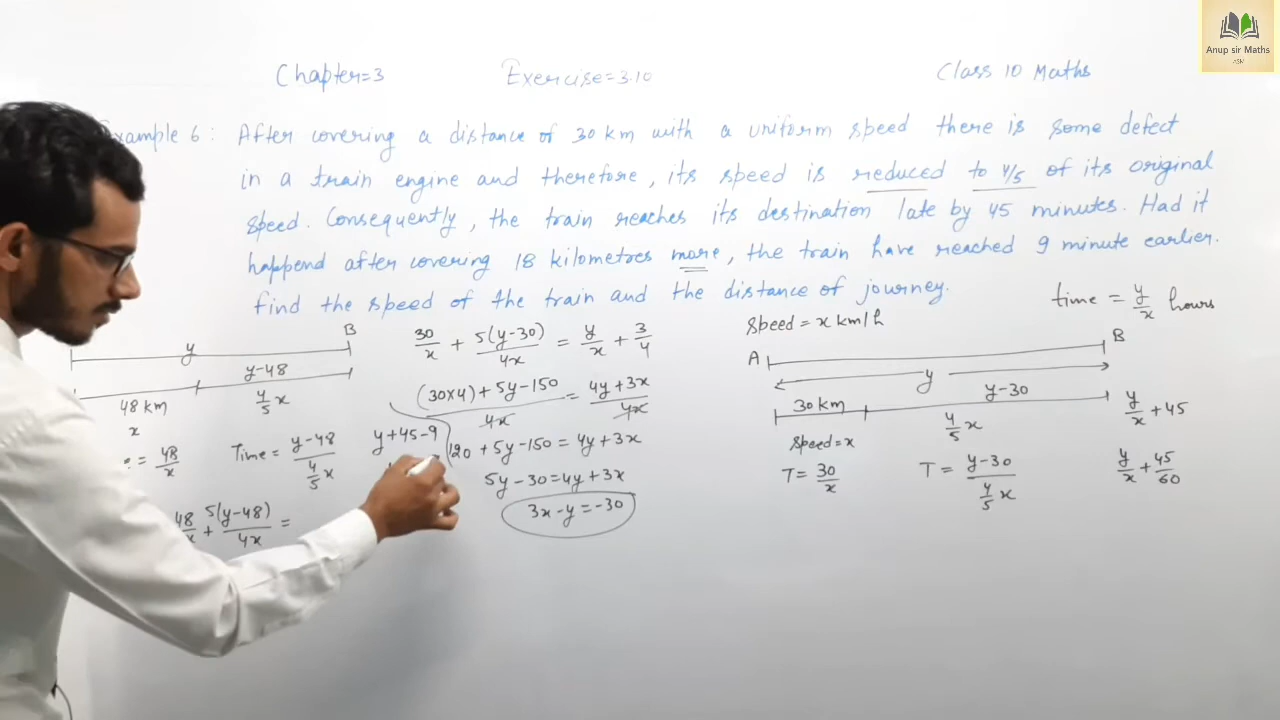 Anup sir Maths
ASM
Chapter=3 Exercise=3.10 Class 10 Maths
Example 6: After covering a distance of 30 km with a uniform speed there is some defect
in a train engine and therefore, its speed is reduced to 4/5 of its original
speed. Consequently, the train reaches its destination late by 45 minutes. Had it
happend after covering 18 kilometres more, the train have reached 9 minute earlier.
find the speed of the train and the distance of journey.
time = y/x hours
B
y
y-48
48 km
x
4/5 x
= 48/x
Time = (y-48)/(4/5 x)
48/x + 5(y-48)/4x =
30/x + 5(y-30)/4x = y/x + 3/4
((30×4)+5y-150)/4x = (4y+3x)/4x
y+45-9
120+5y-150=4y+3x
5y-30=4y+3x
3x-y=-30
Speed = x km/h
A B
y
30 km y-30
4/5 x
y/x +45
Speed=x
T= 30/x
T = (y-30)/(4/5 x)
y/x + 45/60